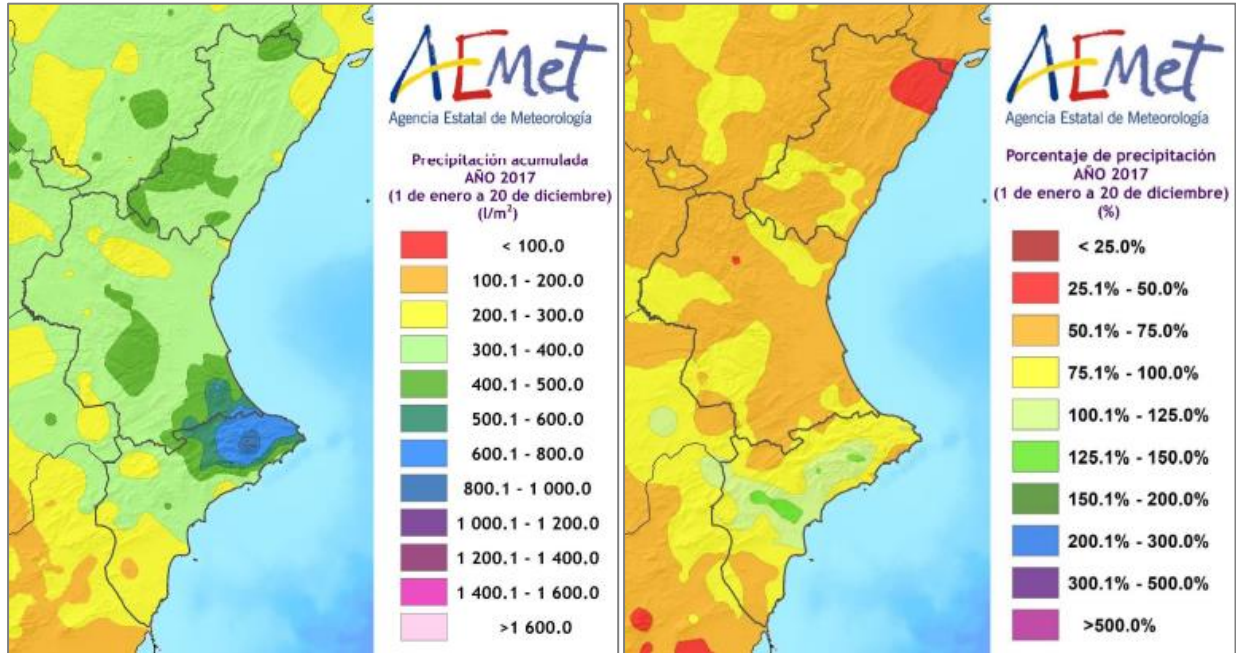 AEMet
Agencia Estatal de Meteorología
Precipitación acumulada
AÑO 2017
(1 de enero a 20 de diciembre)
(l/m²)
< 100.0
100.1 - 200.0
200.1 - 300.0
300.1 - 400.0
400.1 - 500.0
500.1 - 600.0
600.1 - 800.0
800.1 - 1 000.0
1 000.1 - 1 200.0
1 200.1 - 1 400.0
1 400.1 - 1 600.0
>1 600.0
AEMet
Agencia Estatal de Meteorología
Porcentaje de precipitación
AÑO 2017
(1 de enero a 20 de diciembre)
(%)
< 25.0%
25.1% - 50.0%
50.1% - 75.0%
75.1% - 100.0%
100.1% - 125.0%
125.1% - 150.0%
150.1% - 200.0%
200.1% - 300.0%
300.1% - 500.0%
>500.0%